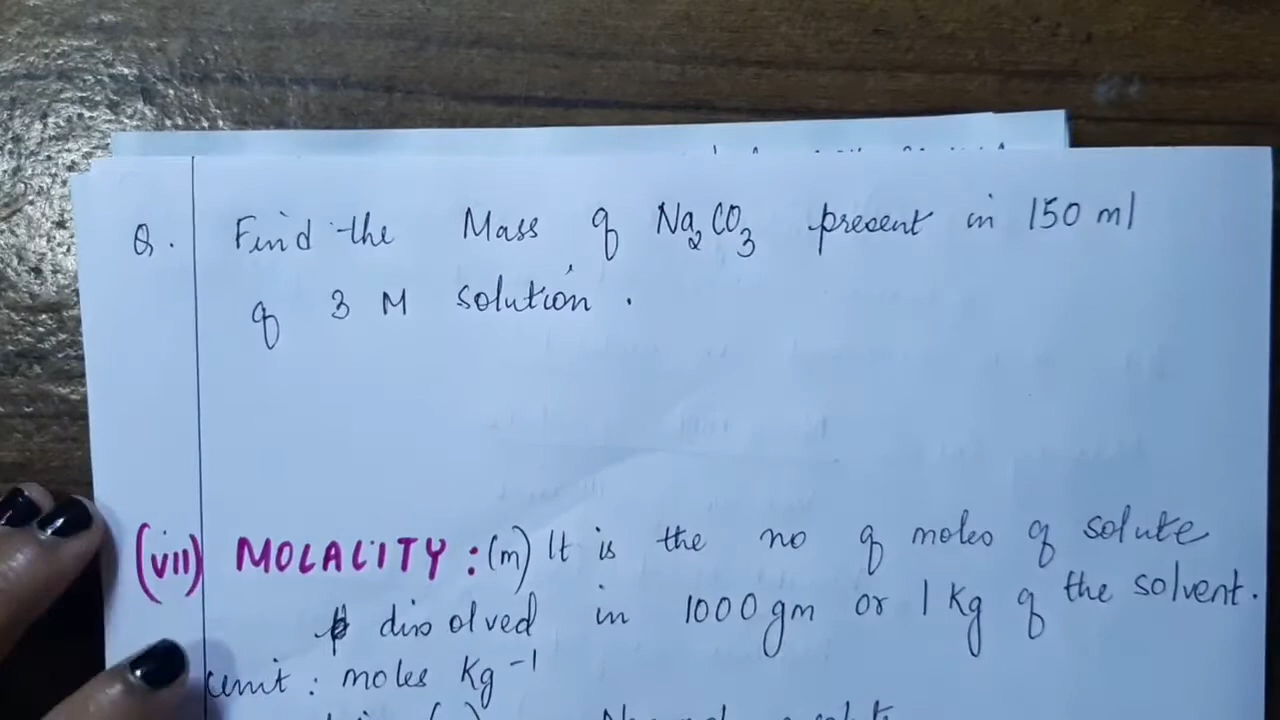 Q. Find the Mass of Na₂CO₃ present in 150 ml
of 3 M solution.
(vii) MOLALITY : (m) It is the no of moles of solute
dissolved in 1000 gm or 1 Kg of the solvent.
unit : moles Kg⁻¹